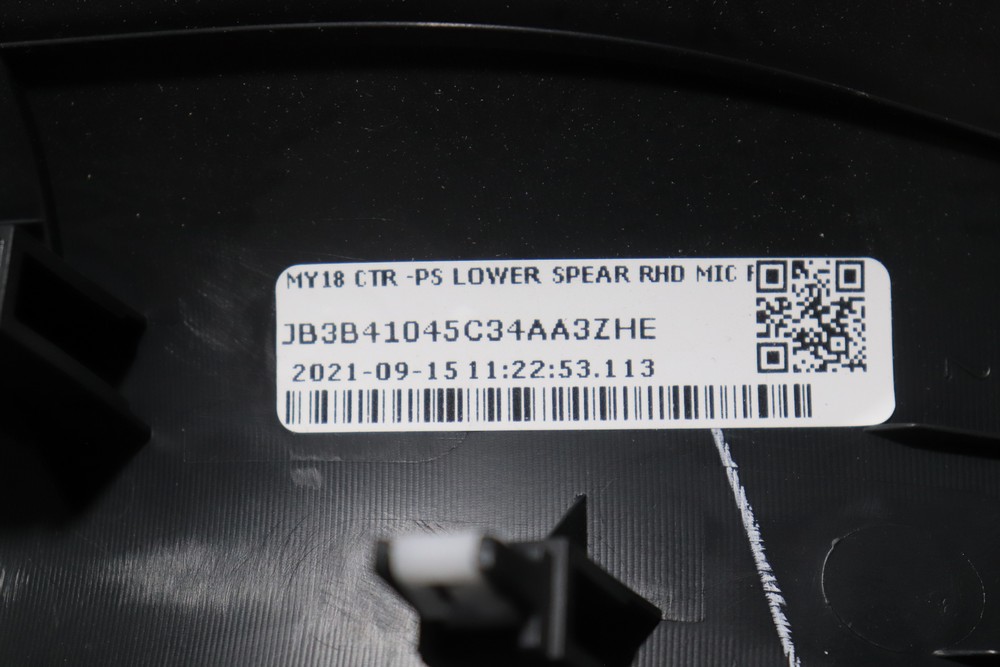 MY18 CTR -PS LOWER SPEAR RHD MIC
JB3B41045C34AA3ZHE
2021-09-15 11:22:53.113